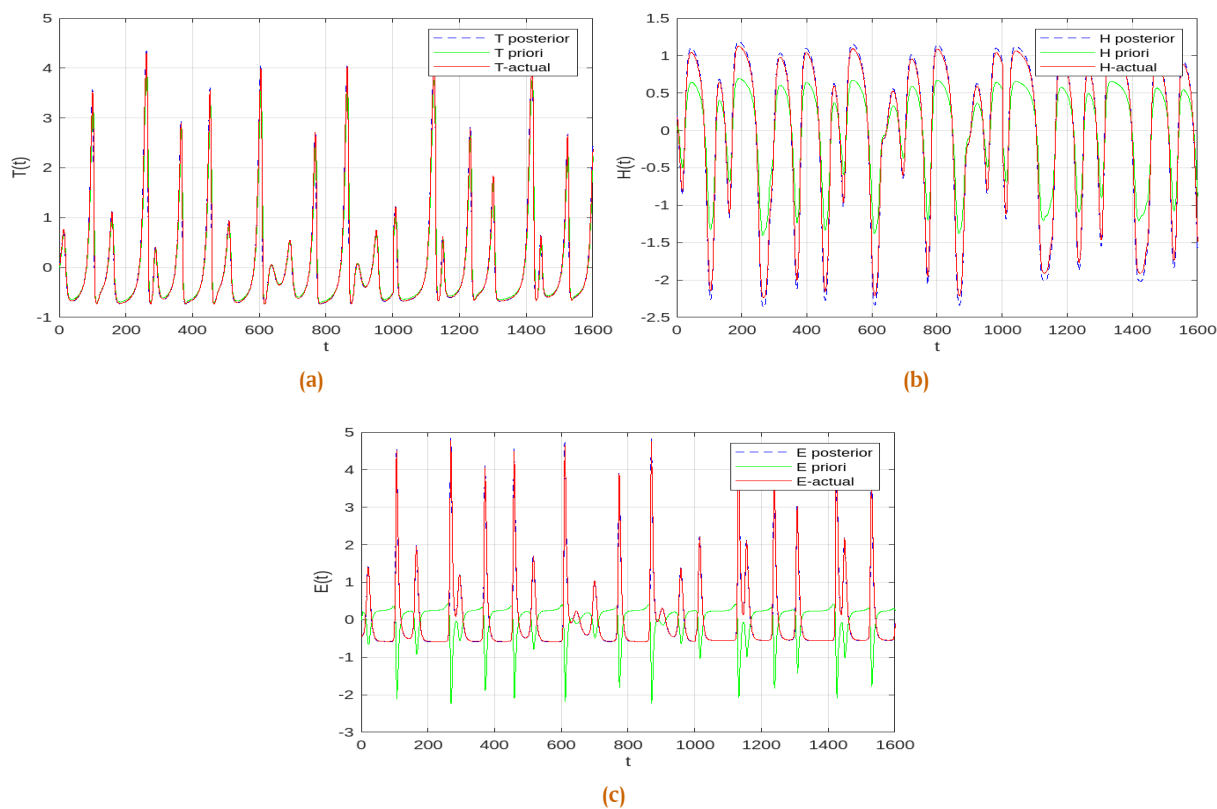 5
4
3
2
1
0
-1
T(t)
T posterior
T priori
T-actual
0 200 400 600 800 1000 1200 1400 1600
t
(a)
1.5
1
0.5
0
-0.5
-1
-1.5
-2
-2.5
H(t)
H posterior
H priori
H-actual
0 200 400 600 800 1000 1200 1400 1600
t
(b)
5
4
3
2
1
0
-1
-2
-3
E(t)
E posterior
E priori
E-actual
0 200 400 600 800 1000 1200 1400 1600
t
(c)